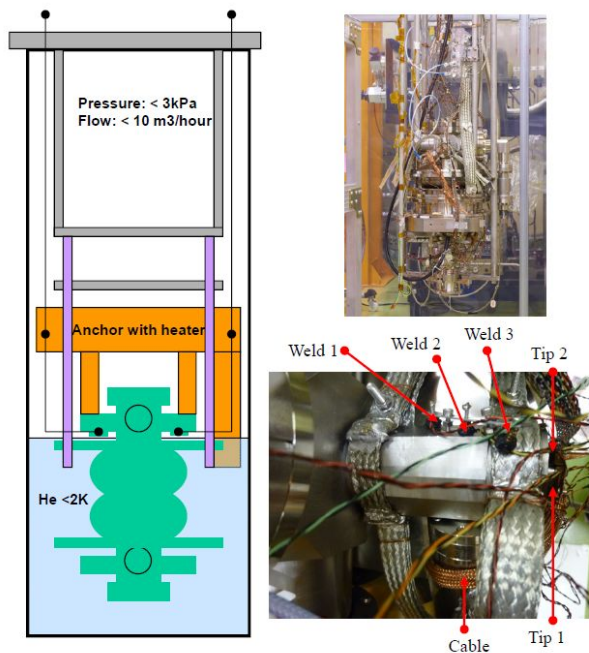 Pressure: < 3kPa
Flow: < 10 m3/hour
Anchor with heater
He <2K
Weld 1
Weld 2
Weld 3
Tip 2
Cable
Tip 1